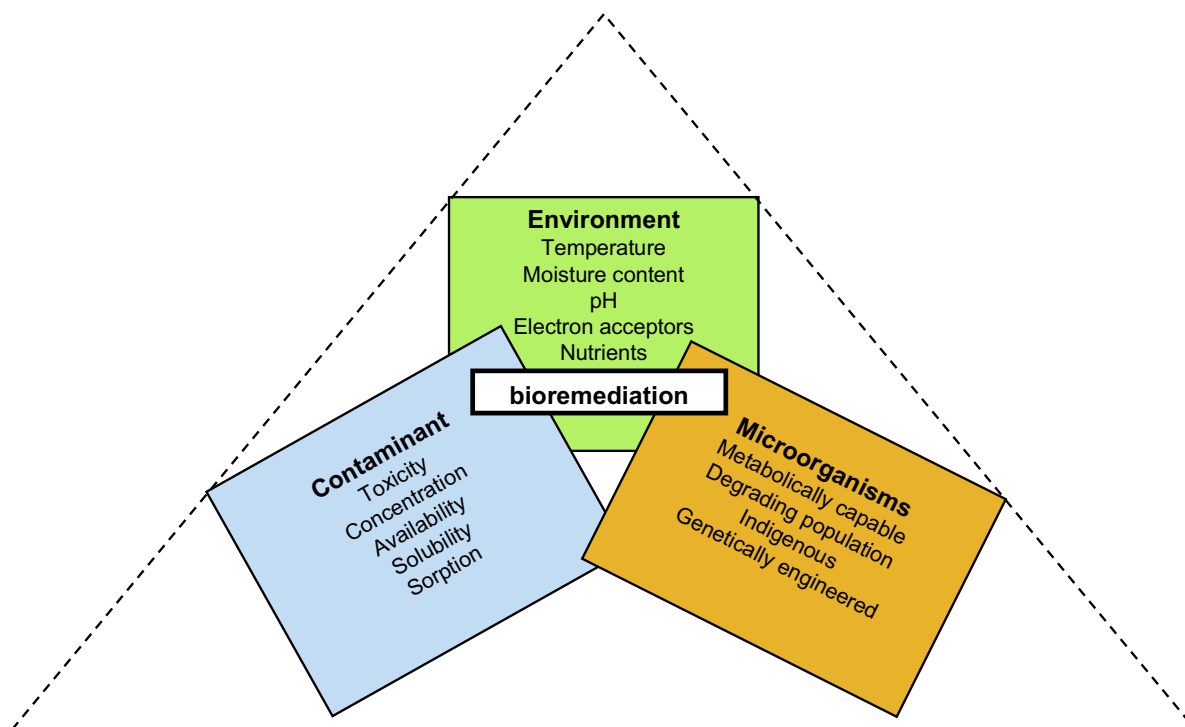 Environment
Temperature
Moisture content
pH
Electron acceptors
Nutrients
bioremediation
Contaminant
Toxicity
Concentration
Availability
Solubility
Sorption
Microorganisms
Metabolically capable
Degrading population
Indigenous
Genetically engineered